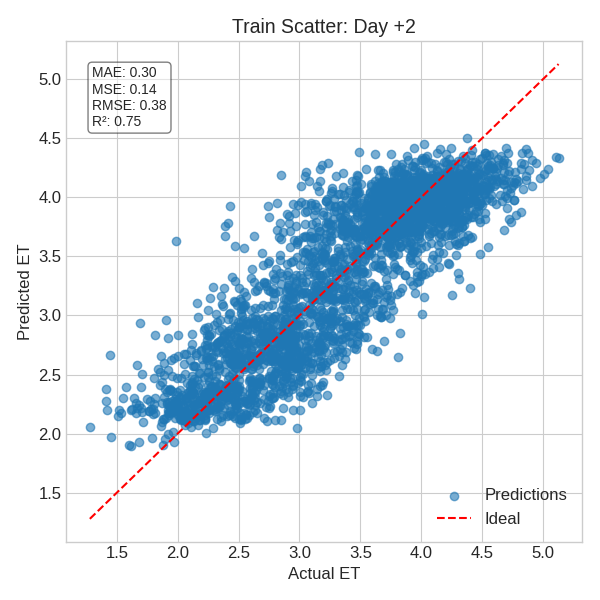 Train Scatter: Day +2
MAE: 0.30
MSE: 0.14
RMSE: 0.38
R²: 0.75
5.0
4.5
4.0
3.5
3.0
2.5
2.0
1.5
Predicted ET
Predictions
Ideal
1.5 2.0 2.5 3.0 3.5 4.0 4.5 5.0
Actual ET